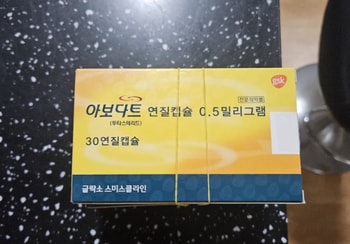 gsk
전문의약품
아보다트 연질캡슐 0.5밀리그램
(두타스테리드)
30연질캡슐
글락소 스미스클라인